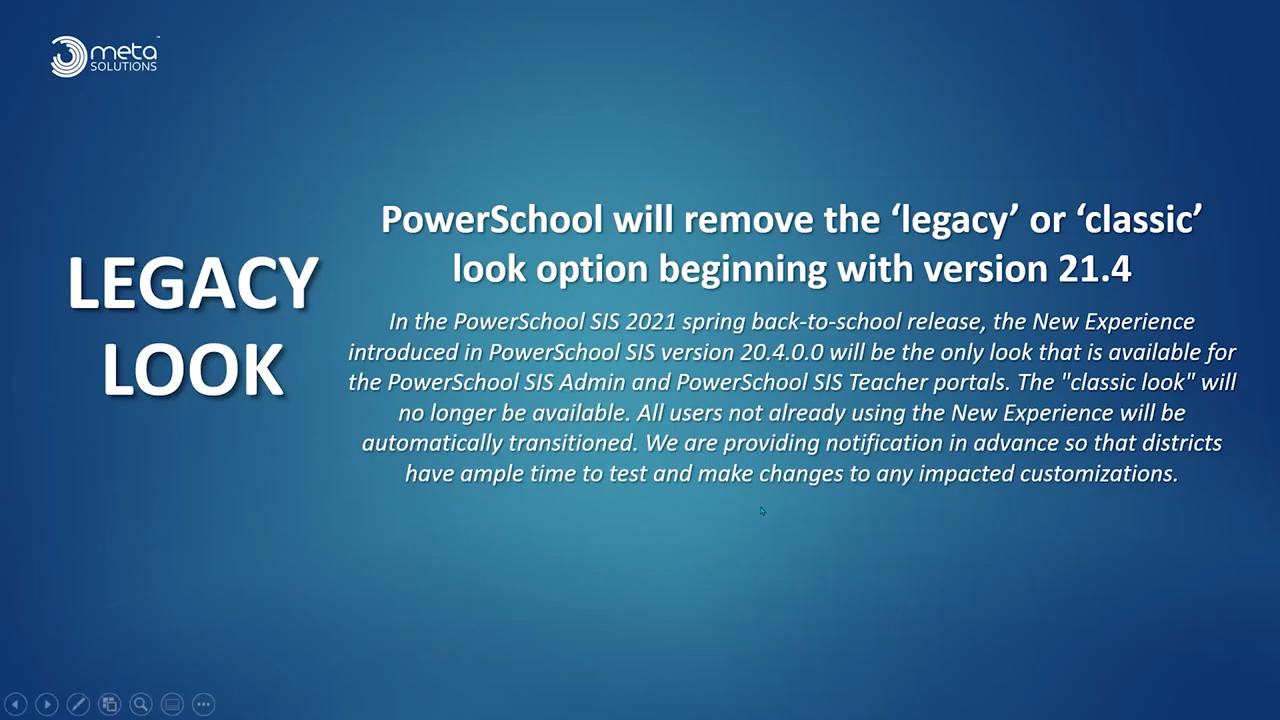 meta™
SOLUTIONS
LEGACY
LOOK
PowerSchool will remove the ‘legacy’ or ‘classic’
look option beginning with version 21.4
In the PowerSchool SIS 2021 spring back-to-school release, the New Experience
introduced in PowerSchool SIS version 20.4.0.0 will be the only look that is available for
the PowerSchool SIS Admin and PowerSchool SIS Teacher portals. The "classic look" will
no longer be available. All users not already using the New Experience will be
automatically transitioned. We are providing notification in advance so that districts
have ample time to test and make changes to any impacted customizations.